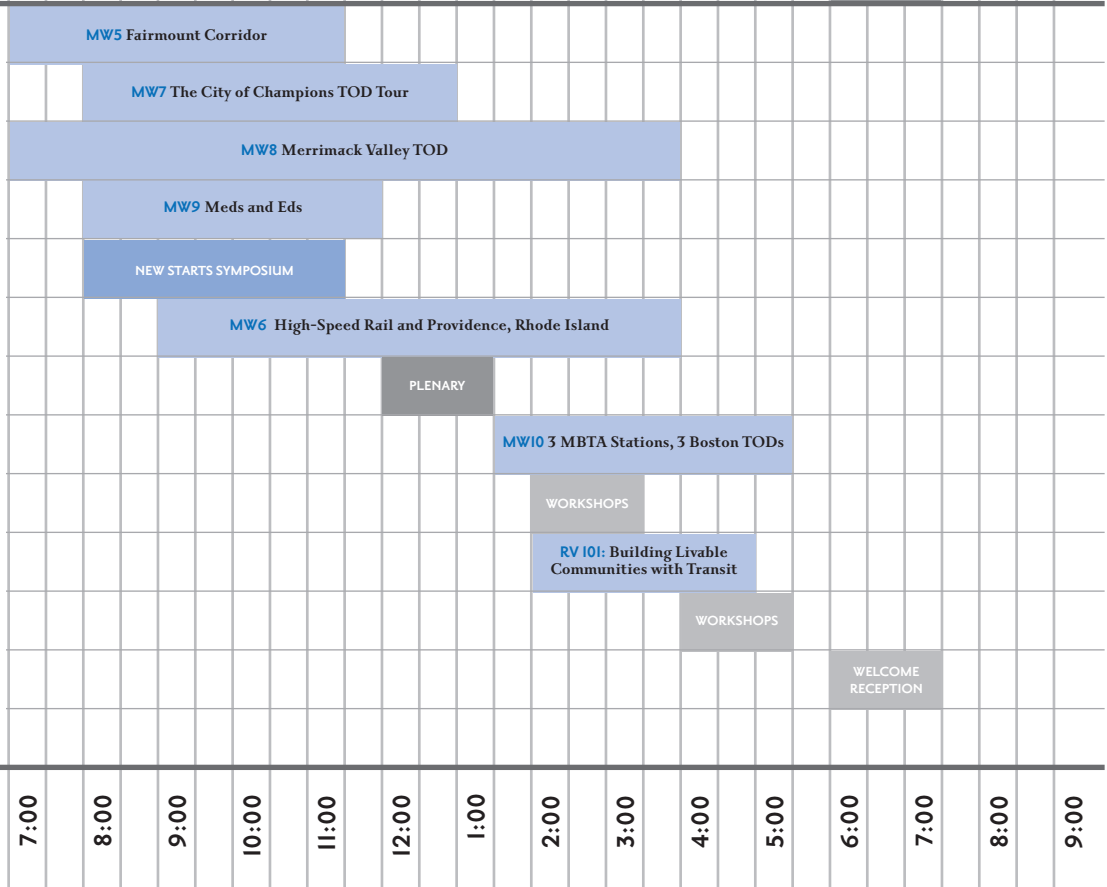 MW5 Fairmount Corridor
MW7 The City of Champions TOD Tour
MW8 Merrimack Valley TOD
MW9 Meds and Eds
NEW STARTS SYMPOSIUM
MW6 High-Speed Rail and Providence, Rhode Island
PLENARY
MW10 3 MBTA Stations, 3 Boston TODs
WORKSHOPS
RV 101: Building Livable
Communities with Transit
WORKSHOPS
WELCOME
RECEPTION
7:00
8:00
9:00
10:00
11:00
12:00
1:00
2:00
3:00
4:00
5:00
6:00
7:00
8:00
9:00